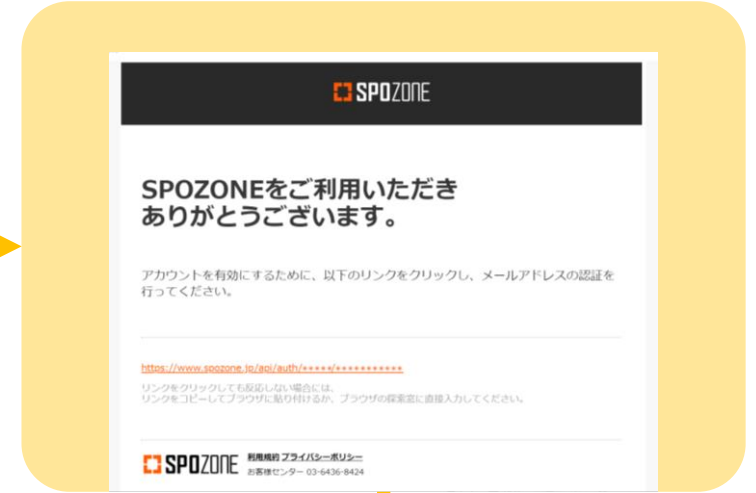 SPOZONE
SPOZONEをご利用いただき
ありがとうございます。
アカウントを有効にするために、以下のリンクをクリックし、メールアドレスの認証を
行ってください。
https://www.spozone.jp/api/auth/*****/***********
リンクをクリックしても反応しない場合には、
リンクをコピーしてブラウザに貼り付けるか、ブラウザの探索窓に直接入力してください。
SPOZONE 利用規約 プライバシーポリシー
お客様センター 03-6436-8424